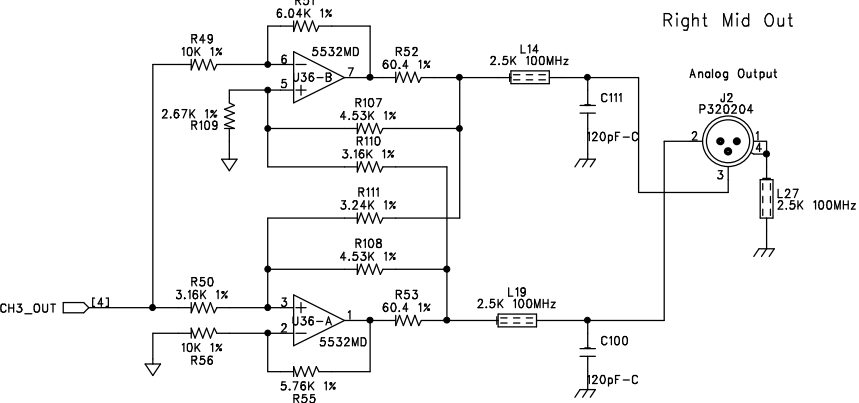 R51
6.04K 1%
Right Mid Out
R49
10K 1%
5532MD
R52
60.4 1%
L14
2.5K 100MHz
6
U36-B
7
5
Analog Output
J2
P320204
C111
120pF-C
2.67K 1%
R109
R107
4.53K 1%
R110
3.16K 1%
2
1
4
3
R111
3.24K 1%
L27
2.5K 100MHz
R108
4.53K 1%
CH3_OUT
[4]
R50
3.16K 1%
3
U36-A
1
2
5532MD
R53
60.4 1%
L19
2.5K 100MHz
10K 1%
R56
C100
120pF-C
5.76K 1%
R55